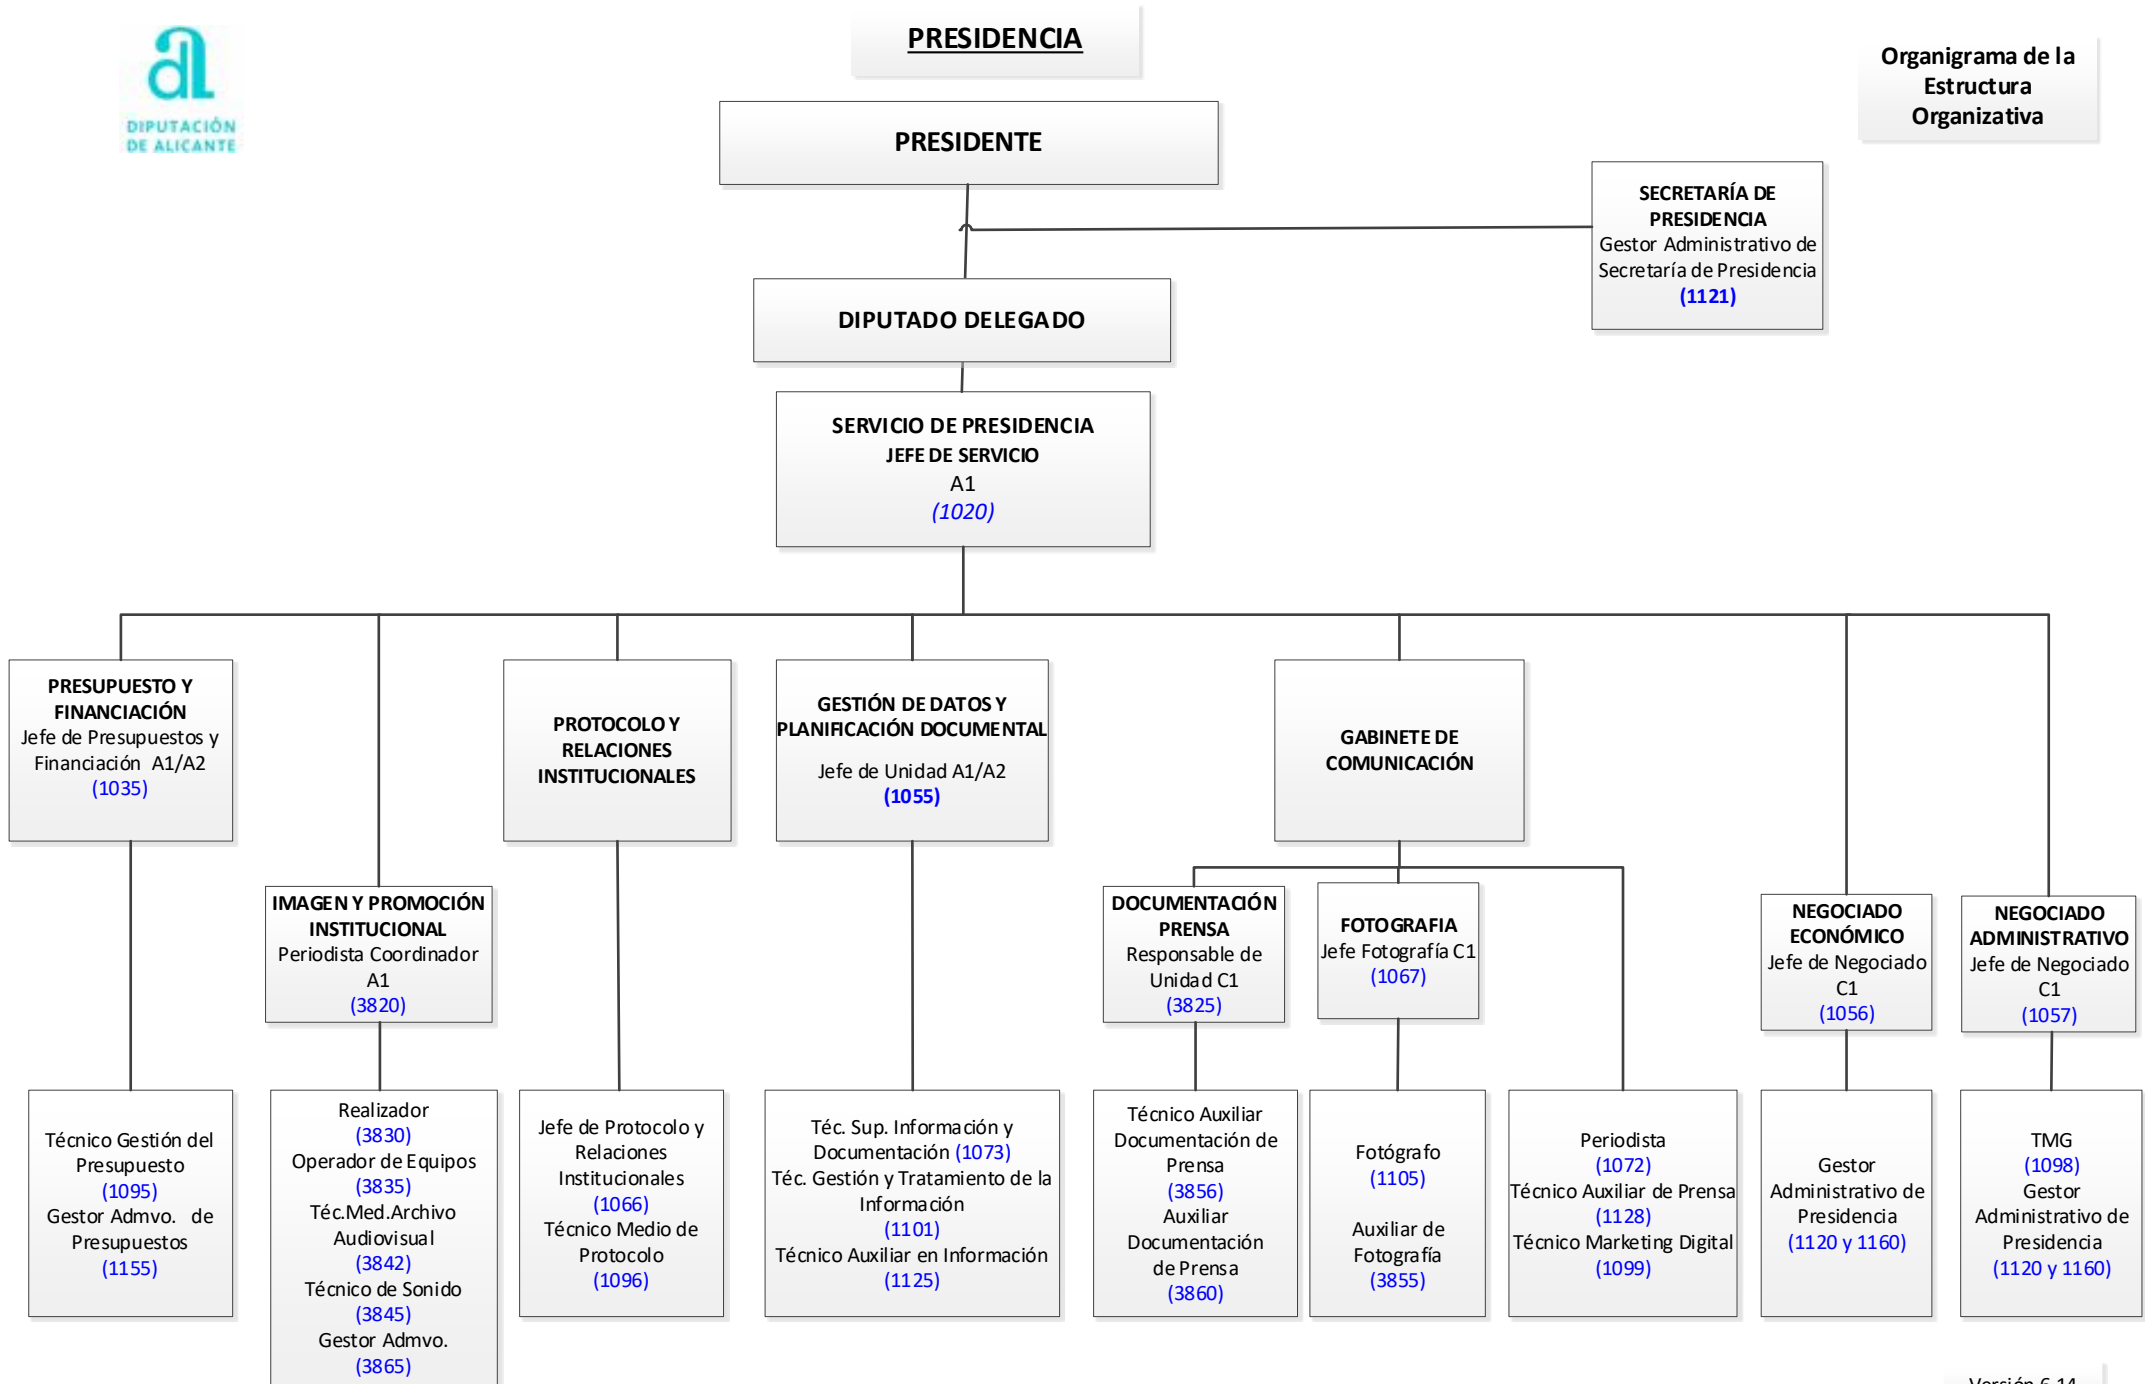 DIPUTACIÓN
DE ALICANTE
PRESIDENCIA
Organigrama de la
Estructura
Organizativa
PRESIDENTE
SECRETARÍA DE
PRESIDENCIA
Gestor Administrativo de
Secretaría de Presidencia
(1121)
DIPUTADO DELEGADO
SERVICIO DE PRESIDENCIA
JEFE DE SERVICIO
A1
(1020)
PRESUPUESTO Y
FINANCIACIÓN
Jefe de Presupuestos y
Financiación A1/A2
(1035)
PROTOCOLO Y
RELACIONES
INSTITUCIONALES
GESTIÓN DE DATOS Y
PLANIFICACIÓN DOCUMENTAL
Jefe de Unidad A1/A2
(1055)
GABINETE DE
COMUNICACIÓN
IMAGEN Y PROMOCIÓN
INSTITUCIONAL
Periodista Coordinador
A1
(3820)
DOCUMENTACIÓN
PRENSA
Responsable de
Unidad C1
(3825)
FOTOGRAFIA
Jefe Fotografía C1
(1067)
NEGOCIADO
ECONÓMICO
Jefe de Negociado
C1
(1056)
NEGOCIADO
ADMINISTRATIVO
Jefe de Negociado
C1
(1057)
Técnico Gestión del
Presupuesto
(1095)
Gestor Admvo. de
Presupuestos
(1155)
Realizador
(3830)
Operador de Equipos
(3835)
Téc.Med.Archivo
Audiovisual
(3842)
Técnico de Sonido
(3845)
Gestor Admvo.
(3865)
Jefe de Protocolo y
Relaciones
Institucionales
(1066)
Técnico Medio de
Protocolo
(1096)
Téc. Sup. Información y
Documentación (1073)
Téc. Gestión y Tratamiento de la
Información
(1101)
Técnico Auxiliar en Información
(1125)
Técnico Auxiliar
Documentación de
Prensa
(3856)
Auxiliar
Documentación
de Prensa
(3860)
Fotógrafo
(1105)
Auxiliar de
Fotografía
(3855)
Periodista
(1072)
Técnico Auxiliar de Prensa
(1128)
Técnico Marketing Digital
(1099)
Gestor
Administrativo de
Presidencia
(1120 y 1160)
TMG
(1098)
Gestor
Administrativo de
Presidencia
(1120 y 1160)
Versión 6.14